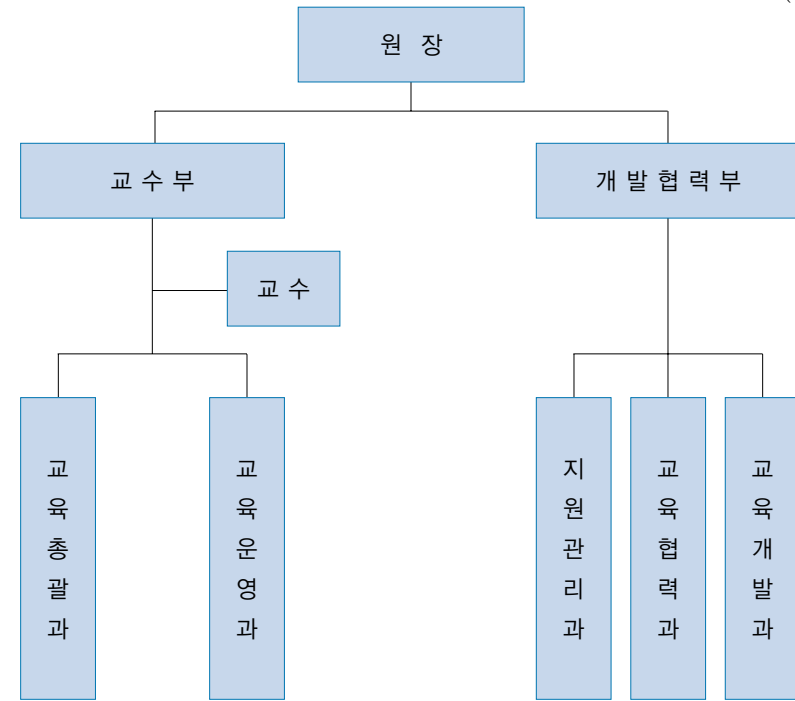 (
원 장
교 수 부
개 발 협 력 부
교 수
교육총괄과
교육운영과
지원관리과
교육협력과
교육개발과